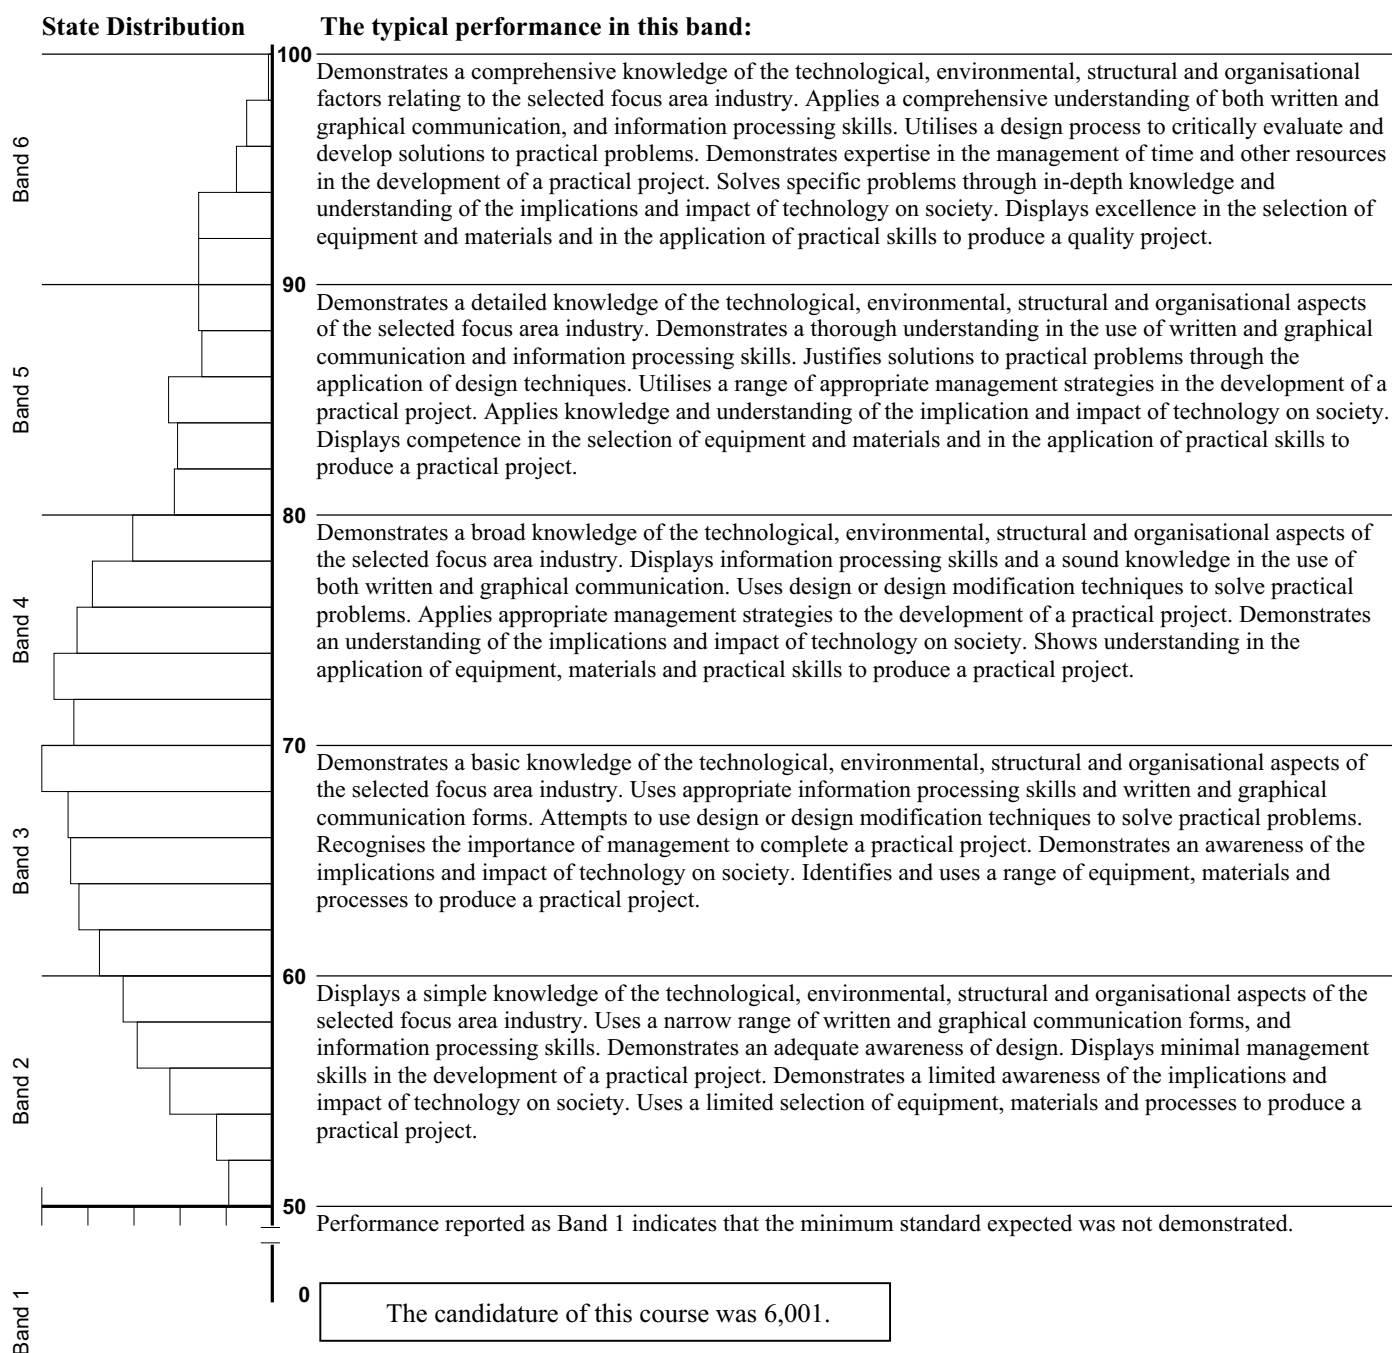 State Distribution
The typical performance in this band:
100
Band 6
Demonstrates a comprehensive knowledge of the technological, environmental, structural and organisational
factors relating to the selected focus area industry. Applies a comprehensive understanding of both written and
graphical communication, and information processing skills. Utilises a design process to critically evaluate and
develop solutions to practical problems. Demonstrates expertise in the management of time and other resources
in the development of a practical project. Solves specific problems through in-depth knowledge and
understanding of the implications and impact of technology on society. Displays excellence in the selection of
equipment and materials and in the application of practical skills to produce a quality project.
90
Band 5
Demonstrates a detailed knowledge of the technological, environmental, structural and organisational aspects
of the selected focus area industry. Demonstrates a thorough understanding in the use of written and graphical
communication and information processing skills. Justifies solutions to practical problems through the
application of design techniques. Utilises a range of appropriate management strategies in the development of a
practical project. Applies knowledge and understanding of the implication and impact of technology on society.
Displays competence in the selection of equipment and materials and in the application of practical skills to
produce a practical project.
80
Band 4
Demonstrates a broad knowledge of the technological, environmental, structural and organisational aspects of
the selected focus area industry. Displays information processing skills and a sound knowledge in the use of
both written and graphical communication. Uses design or design modification techniques to solve practical
problems. Applies appropriate management strategies to the development of a practical project. Demonstrates
an understanding of the implications and impact of technology on society. Shows understanding in the
application of equipment, materials and practical skills to produce a practical project.
70
Band 3
Demonstrates a basic knowledge of the technological, environmental, structural and organisational aspects of
the selected focus area industry. Uses appropriate information processing skills and written and graphical
communication forms. Attempts to use design or design modification techniques to solve practical problems.
Recognises the importance of management to complete a practical project. Demonstrates an awareness of the
implications and impact of technology on society. Identifies and uses a range of equipment, materials and
processes to produce a practical project.
60
Band 2
Displays a simple knowledge of the technological, environmental, structural and organisational aspects of the
selected focus area industry. Uses a narrow range of written and graphical communication forms, and
information processing skills. Demonstrates an adequate awareness of design. Displays minimal management
skills in the development of a practical project. Demonstrates a limited awareness of the implications and
impact of technology on society. Uses a limited selection of equipment, materials and processes to produce a
practical project.
50
Performance reported as Band 1 indicates that the minimum standard expected was not demonstrated.
0
Band 1
The candidature of this course was 6,001.